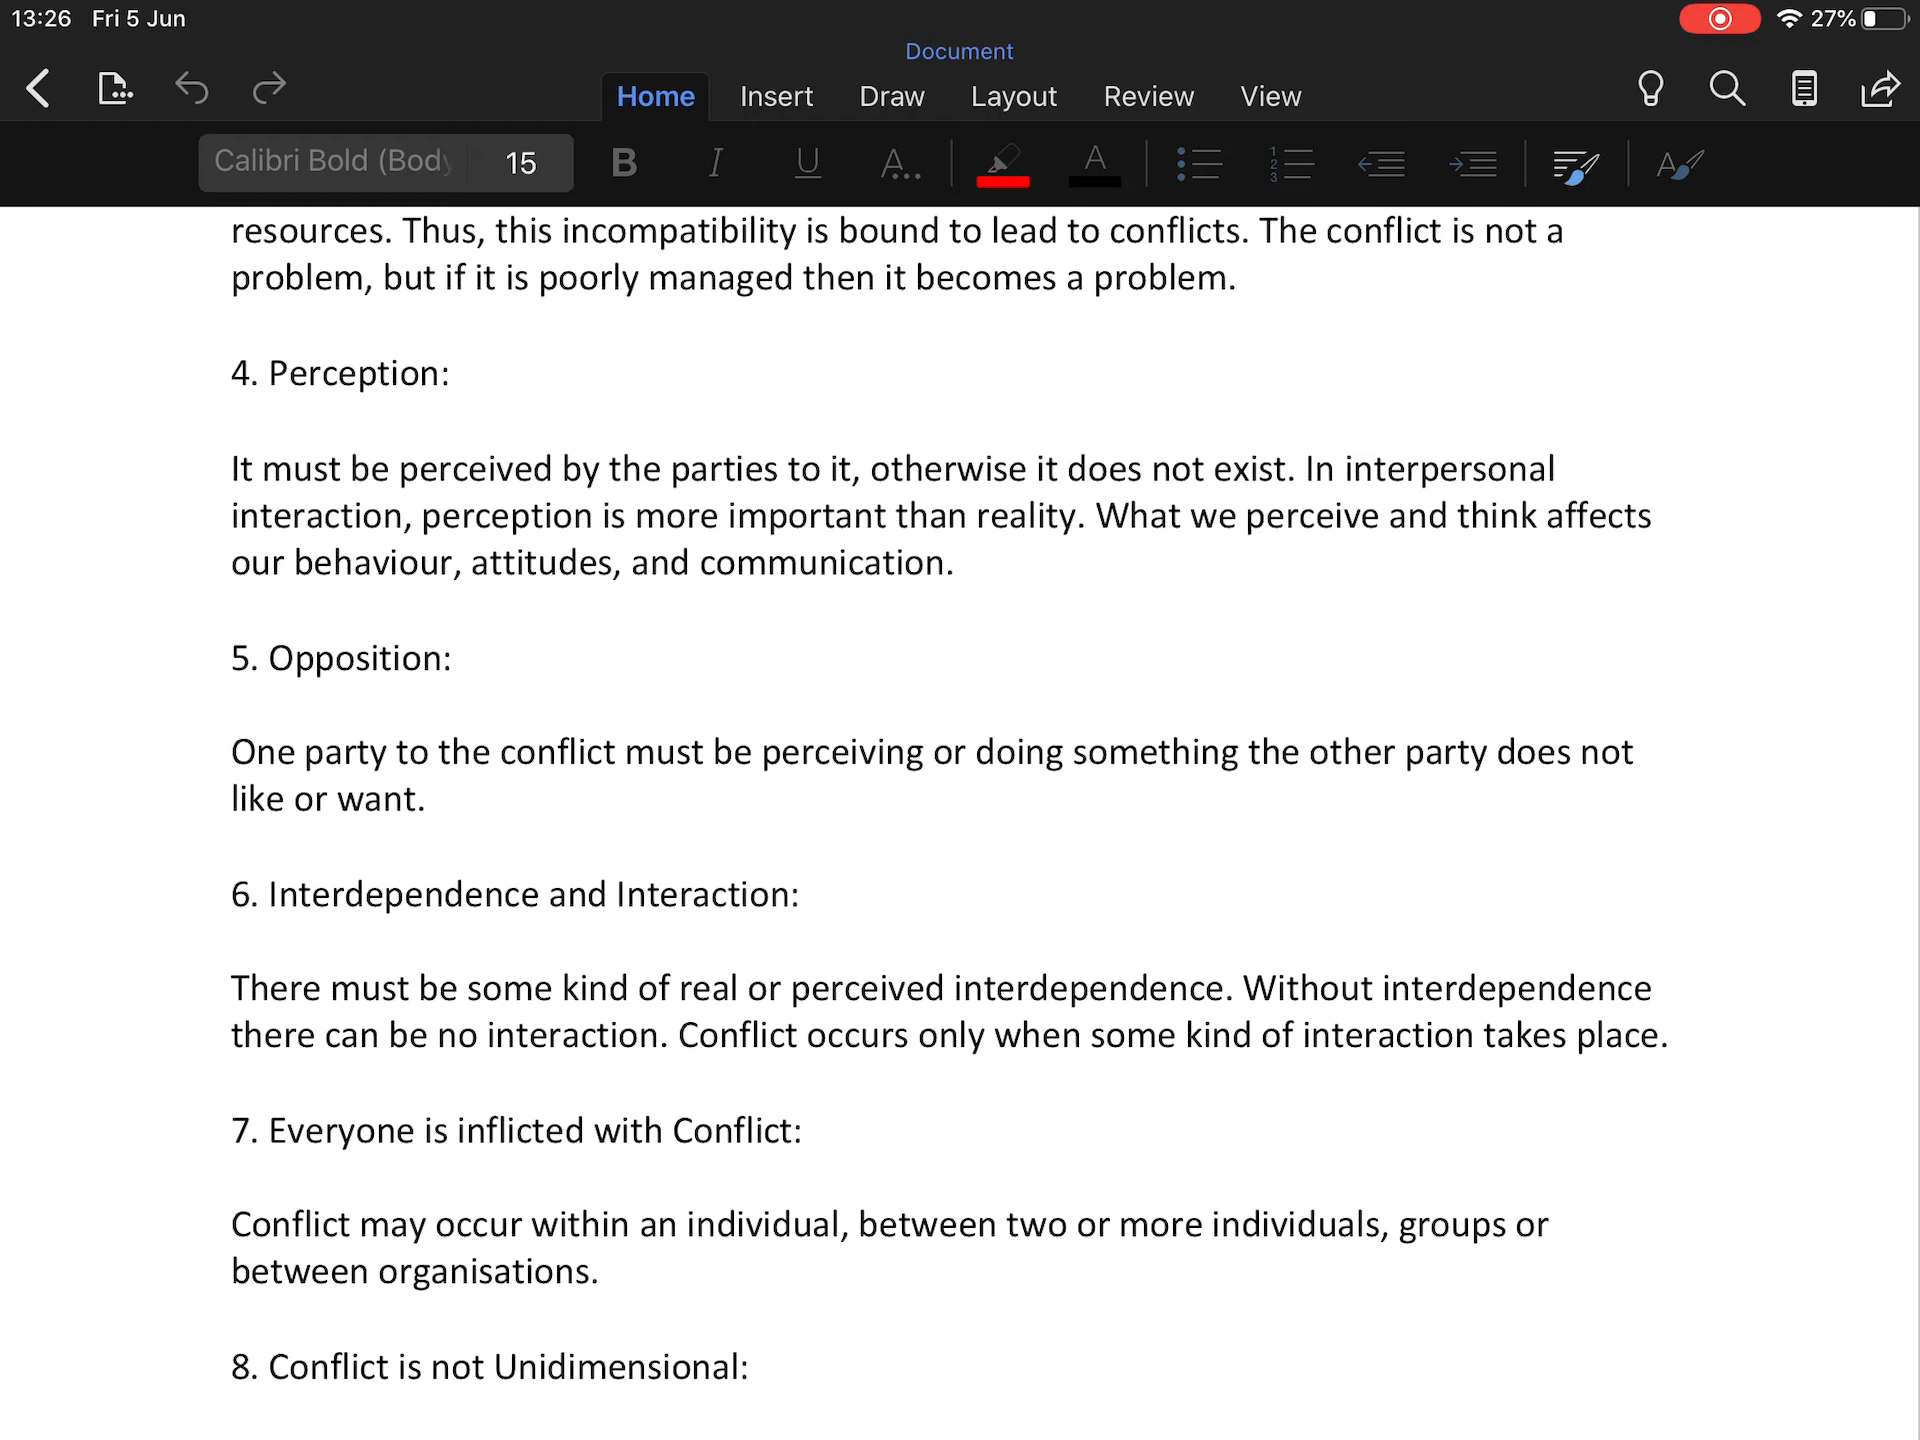 13:26 Fri 5 Jun 27%
Document
Home Insert Draw Layout Review View
Calibri Bold (Body 15 B I U A.. A
resources. Thus, this incompatibility is bound to lead to conflicts. The conflict is not a
problem, but if it is poorly managed then it becomes a problem.
4. Perception:
It must be perceived by the parties to it, otherwise it does not exist. In interpersonal
interaction, perception is more important than reality. What we perceive and think affects
our behaviour, attitudes, and communication.
5. Opposition:
One party to the conflict must be perceiving or doing something the other party does not
like or want.
6. Interdependence and Interaction:
There must be some kind of real or perceived interdependence. Without interdependence
there can be no interaction. Conflict occurs only when some kind of interaction takes place.
7. Everyone is inflicted with Conflict:
Conflict may occur within an individual, between two or more individuals, groups or
between organisations.
8. Conflict is not Unidimensional: